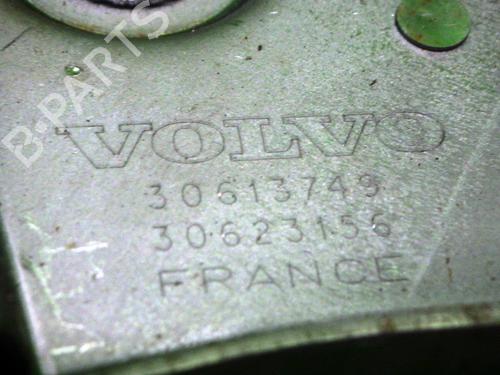 B-PARTS
VOLVO
30613749
30623156
FRANCE